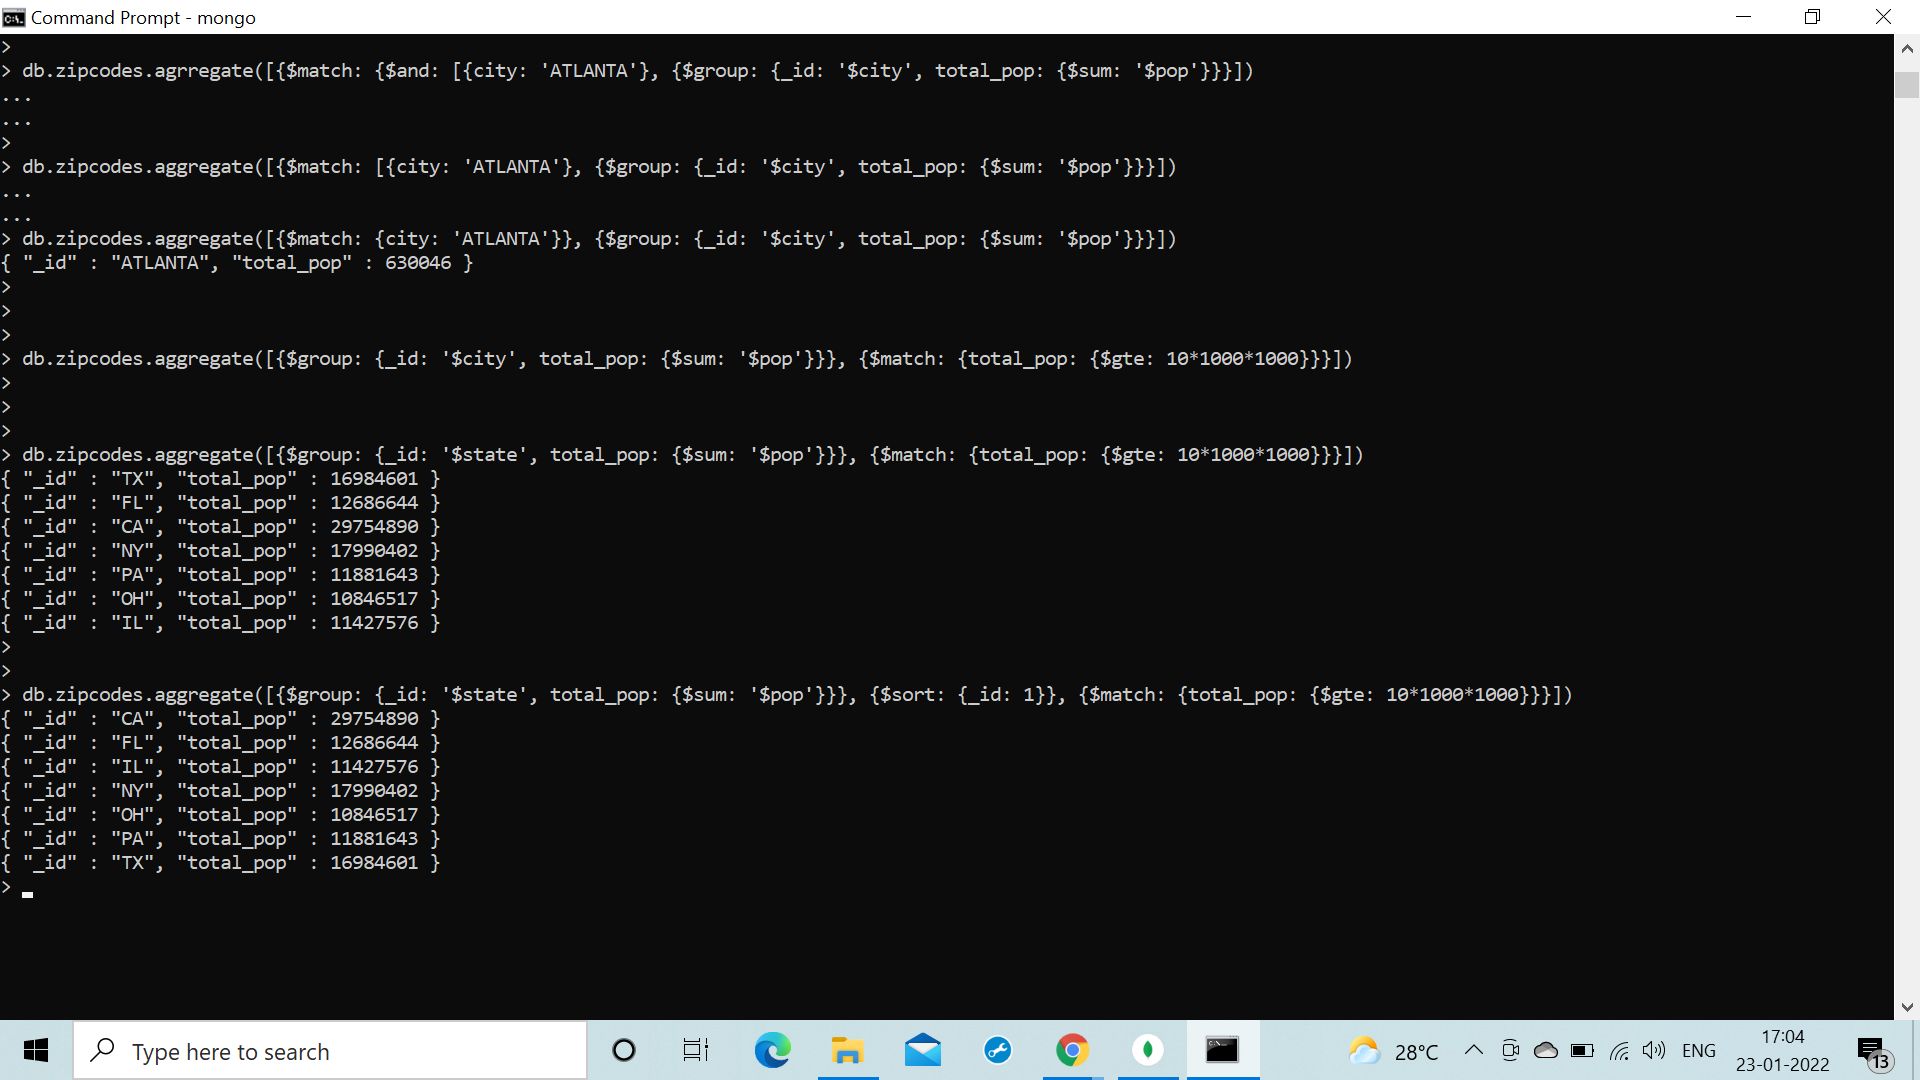 Command Prompt - mongo
>
> db.zipcodes.agrregate([{$match: {$and: [{city: 'ATLANTA'}, {$group: {_id: '$city', total_pop: {$sum: '$pop'}}}])
...
...
>
> db.zipcodes.aggregate([{$match: [{city: 'ATLANTA'}, {$group: {_id: '$city', total_pop: {$sum: '$pop'}}}])
...
...
> db.zipcodes.aggregate([{$match: {city: 'ATLANTA'}}, {$group: {_id: '$city', total_pop: {$sum: '$pop'}}}])
{ "_id" : "ATLANTA", "total_pop" : 630046 }
>
>
>
> db.zipcodes.aggregate([{$group: {_id: '$city', total_pop: {$sum: '$pop'}}}, {$match: {total_pop: {$gte: 10*1000*1000}}}])
>
>
>
> db.zipcodes.aggregate([{$group: {_id: '$state', total_pop: {$sum: '$pop'}}}, {$match: {total_pop: {$gte: 10*1000*1000}}}])
{ "_id" : "TX", "total_pop" : 16984601 }
{ "_id" : "FL", "total_pop" : 12686644 }
{ "_id" : "CA", "total_pop" : 29754890 }
{ "_id" : "NY", "total_pop" : 17990402 }
{ "_id" : "PA", "total_pop" : 11881643 }
{ "_id" : "OH", "total_pop" : 10846517 }
{ "_id" : "IL", "total_pop" : 11427576 }
>
>
> db.zipcodes.aggregate([{$group: {_id: '$state', total_pop: {$sum: '$pop'}}}, {$sort: {_id: 1}}, {$match: {total_pop: {$gte: 10*1000*1000}}}])
{ "_id" : "CA", "total_pop" : 29754890 }
{ "_id" : "FL", "total_pop" : 12686644 }
{ "_id" : "IL", "total_pop" : 11427576 }
{ "_id" : "NY", "total_pop" : 17990402 }
{ "_id" : "OH", "total_pop" : 10846517 }
{ "_id" : "PA", "total_pop" : 11881643 }
{ "_id" : "TX", "total_pop" : 16984601 }
>
Type here to search
28°C
ENG
17:04
23-01-2022
13